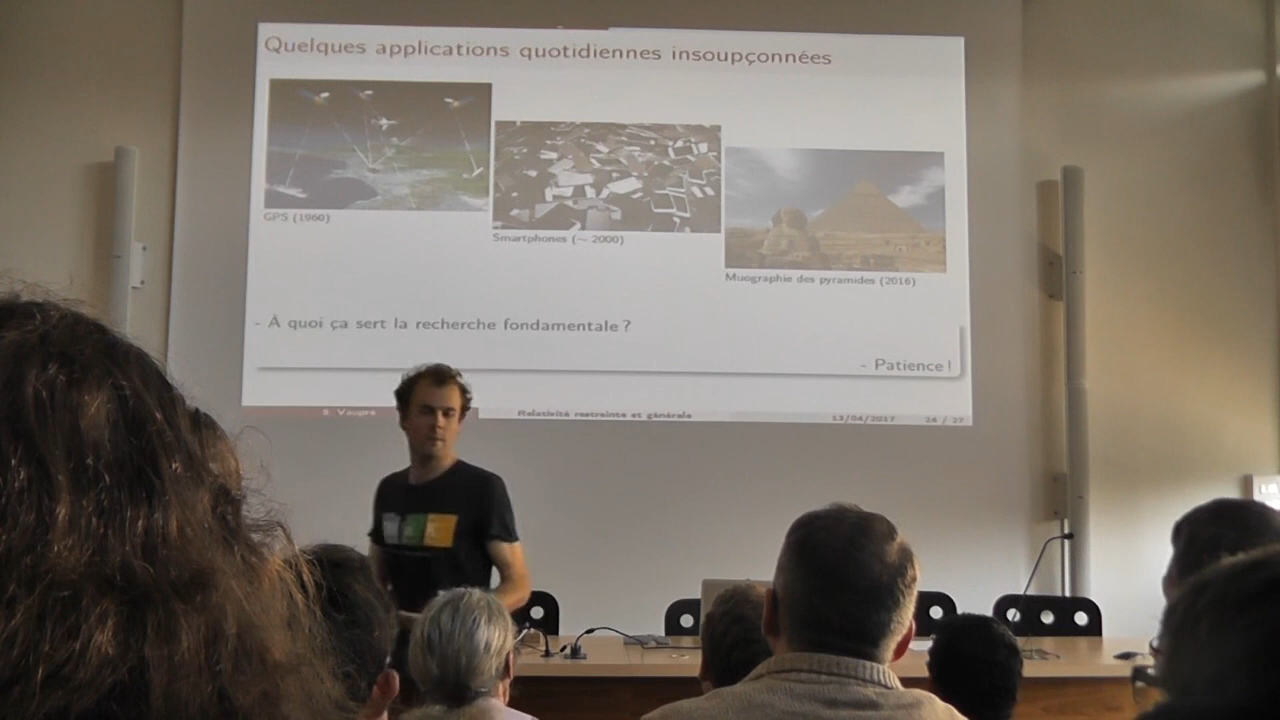 Quelques applications quotidiennes insoupçonnées
GPS (1960)
Smartphones (~ 2000)
Muographie des pyramides (2016)
- À quoi ça sert la recherche fondamentale ?
- Patience !
S. Vaupré
Relativité restreinte et générale
13/04/2017
24 / 27